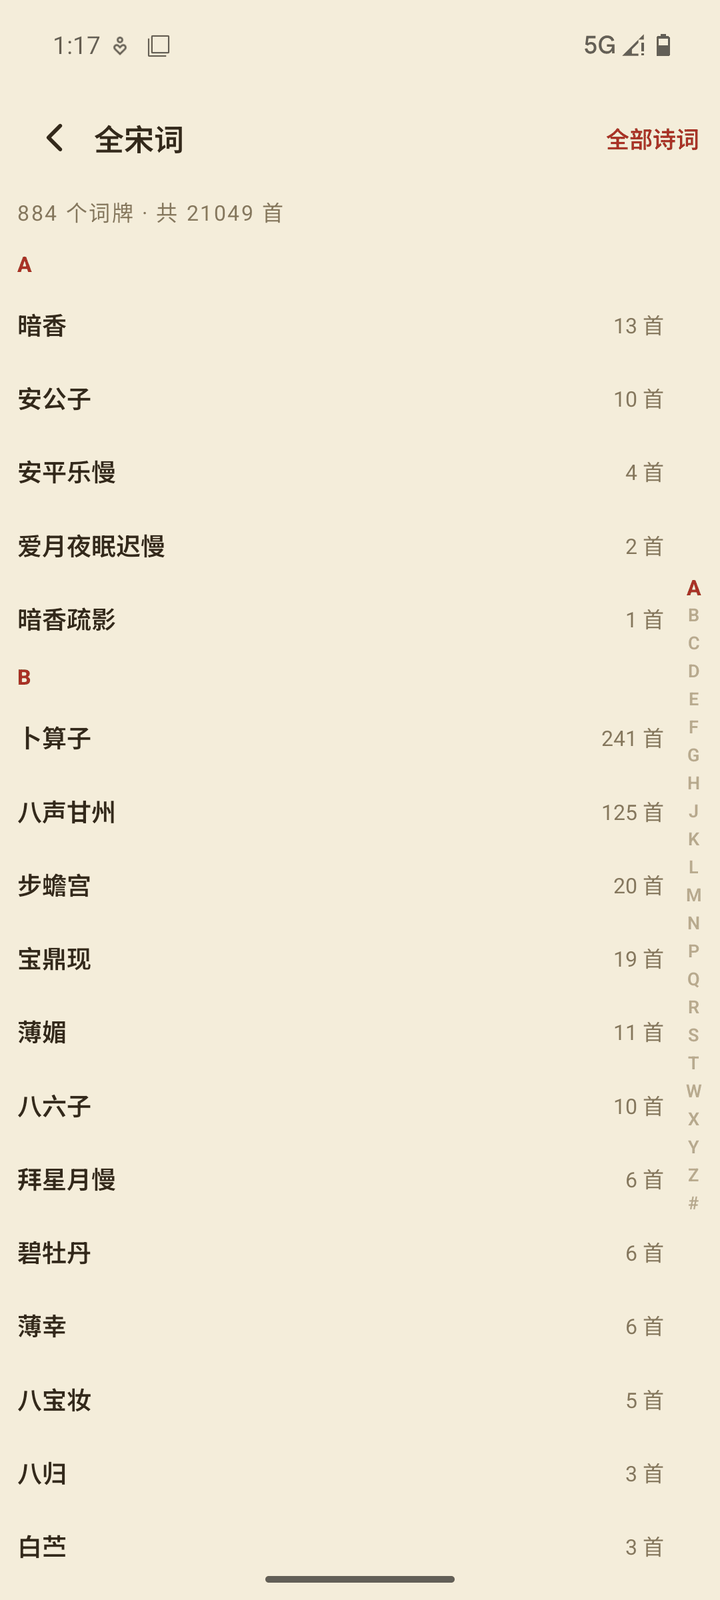 1:17 5G
全宋词 全部诗词
884 个词牌 · 共 21049 首
A
暗香 13 首
安公子 10 首
安平乐慢 4 首
爱月夜眠迟慢 2 首
暗香疏影 1 首
B
卜算子 241 首
八声甘州 125 首
步蟾宫 20 首
宝鼎现 19 首
薄媚 11 首
八六子 10 首
拜星月慢 6 首
碧牡丹 6 首
薄幸 6 首
八宝妆 5 首
八归 3 首
白苎 3 首
A
B
C
D
E
F
G
H
J
K
L
M
N
P
Q
R
S
T
W
X
Y
Z
#